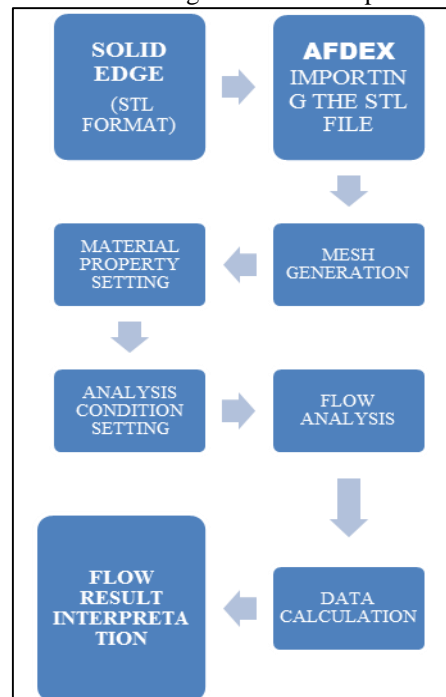 SOLID
EDGE
(STL
FORMAT)
AFDEX
IMPORTIN
G THE STL
FILE
MESH
GENERATION
MATERIAL
PROPERTY
SETTING
ANALYSIS
CONDITION
SETTING
FLOW
ANALYSIS
DATA
CALCULATION
FLOW
RESULT
INTERPRETA
TION